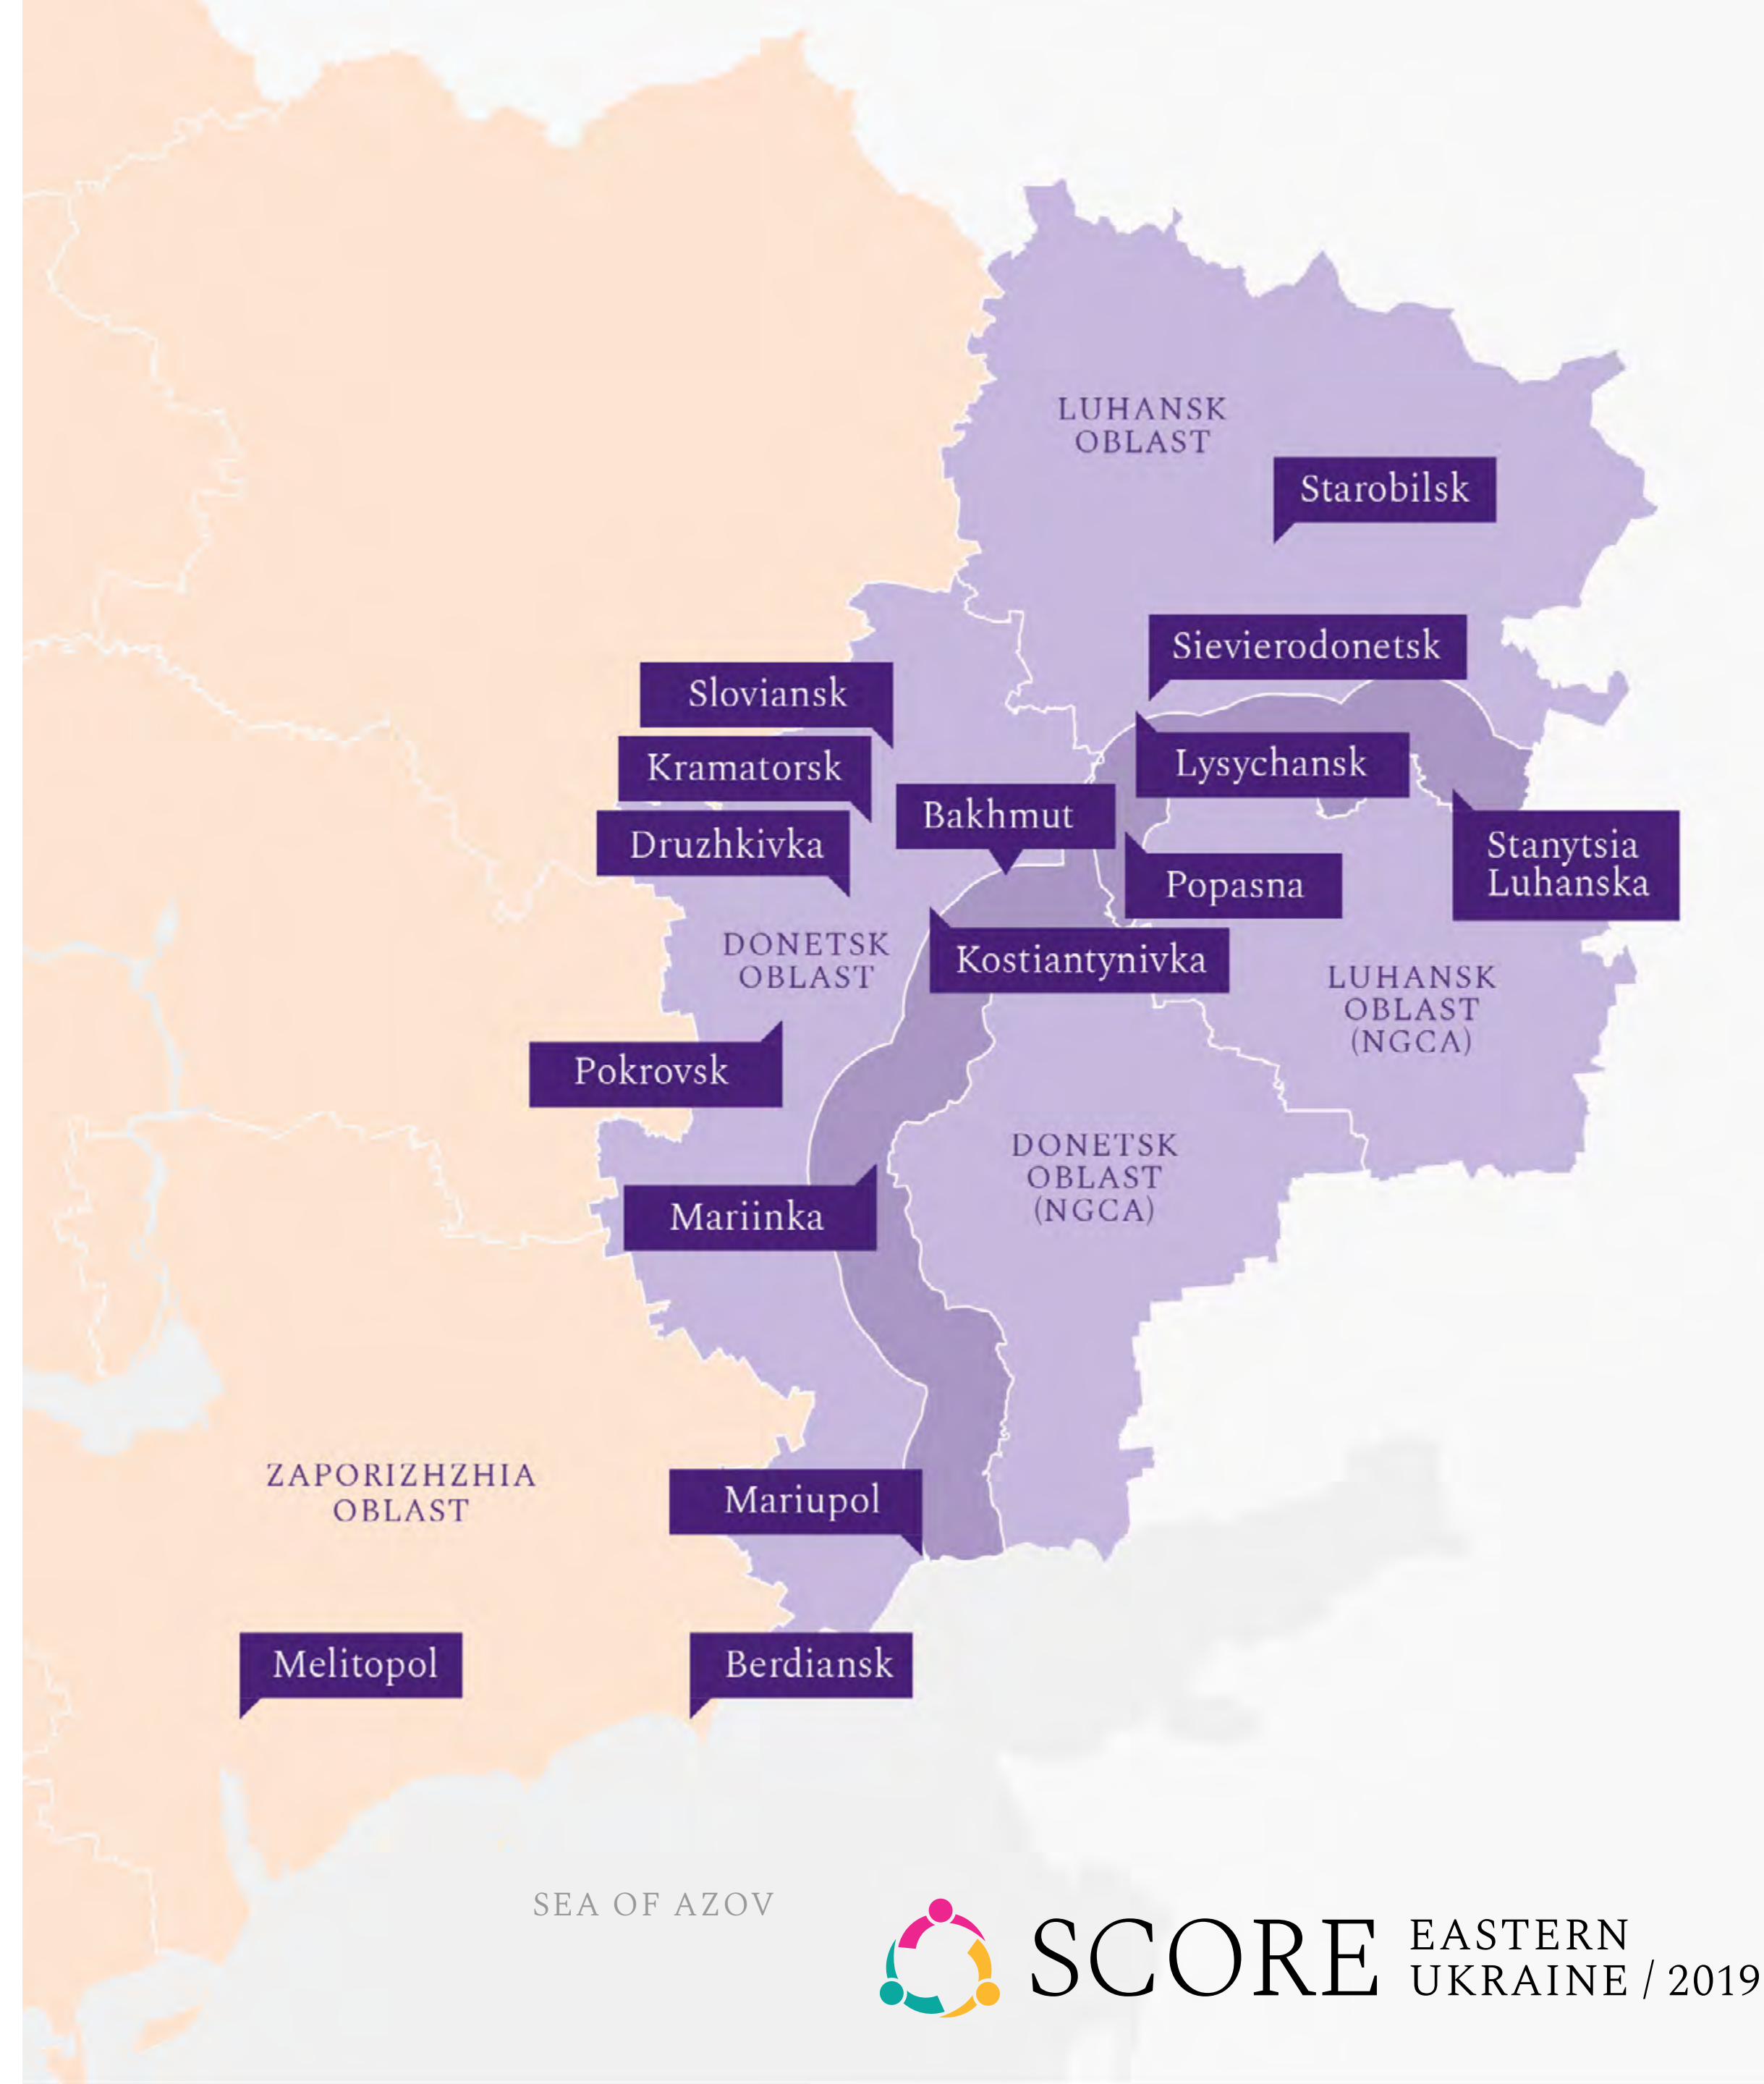 LUHANSK
OBLAST
Starobilsk
Sievierodonetsk
Sloviansk
Kramatorsk
Lysychansk
Bakhmut
Druzhkivka
Stanytsia
Luhanska
Popasna
DONETSK
OBLAST
Kostiantynivka
LUHANSK
OBLAST
(NGCA)
Pokrovsk
DONETSK
OBLAST
(NGCA)
Mariinka
ZAPORIZHZHIA
OBLAST
Mariupol
Melitopol
Berdiansk
SEA OF AZOV
SCORE
EASTERN
UKRAINE / 2019